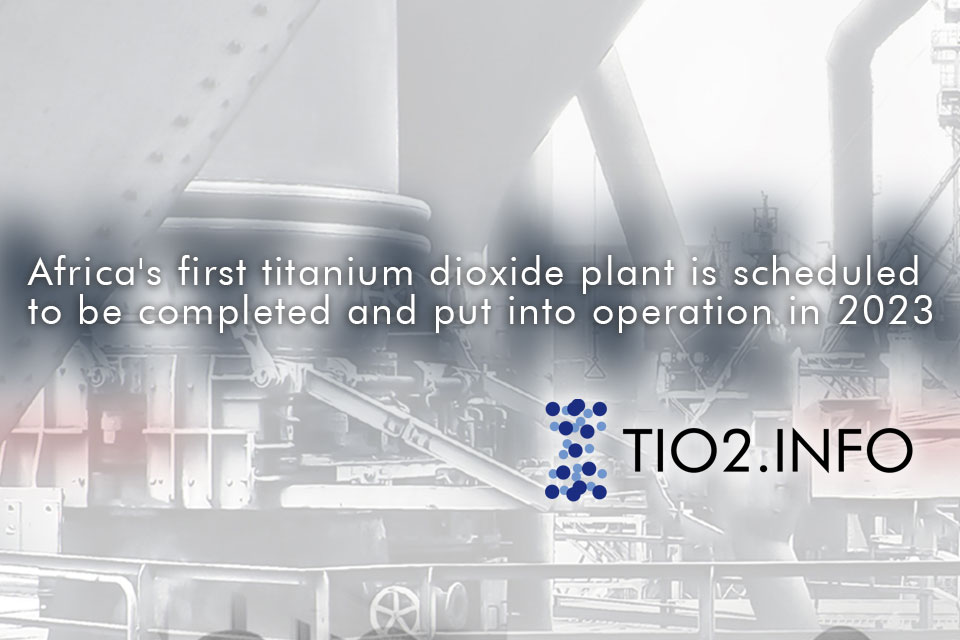 Africa's first titanium dioxide plant is scheduled
to be completed and put into operation in 2023
TIO2.INFO